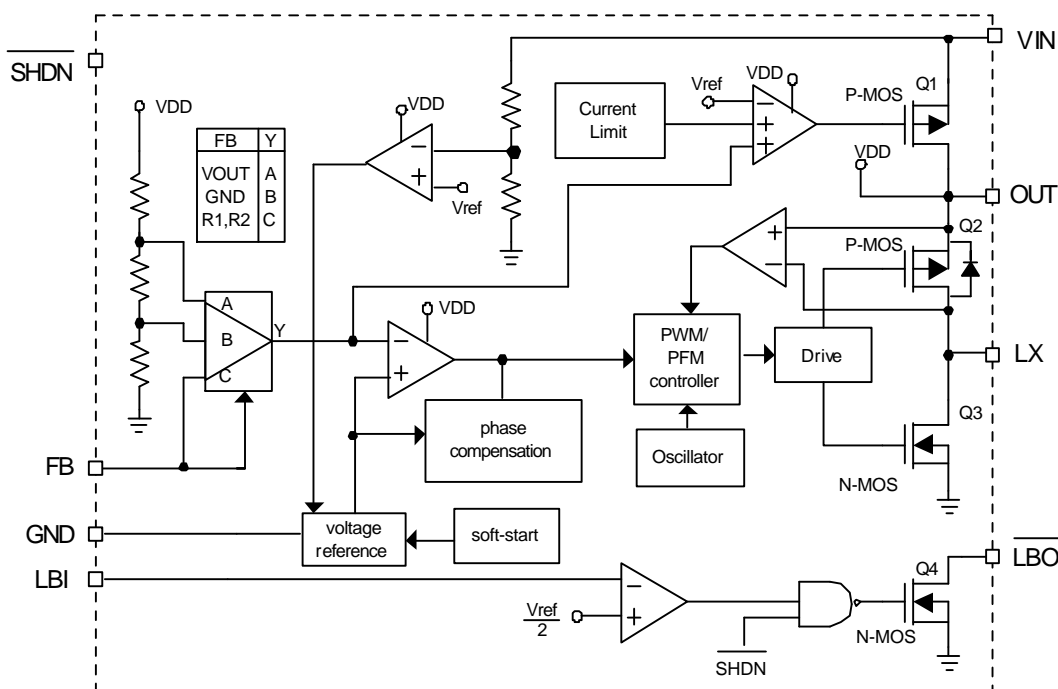 VIN
SHDN
VDD
FB Y
VOUT A
GND B
R1,R2 C
VDD
−
+
Vref
Current
Limit
Vref
VDD
−
+
+
P-MOS
Q1
VDD
OUT
Q2
P-MOS
+
−
A
B
C
Y
VDD
−
+
PWM/
PFM
controller
Drive
LX
Q3
N-MOS
phase
compensation
Oscillator
FB
GND
voltage
reference
soft-start
LBI
Vref
2
−
+
SHDN
Q4
N-MOS
LBO